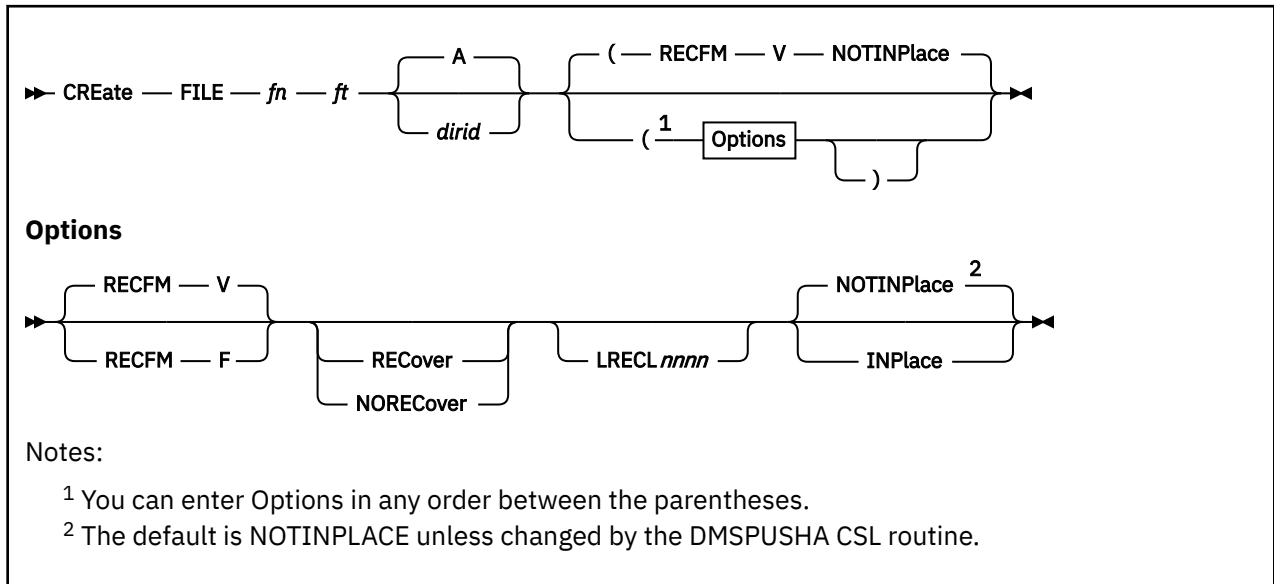 A ( RECFM V NOTINPlace
CREate FILE fn ft
dirid ( 1 Options
)
Options
RECFM V NOTINPlace 2
RECFM F RECover LRECL nnnn INPlace
NORECover
Notes:
1 You can enter Options in any order between the parentheses.
2 The default is NOTINPLACE unless changed by the DMSPUSHA CSL routine.